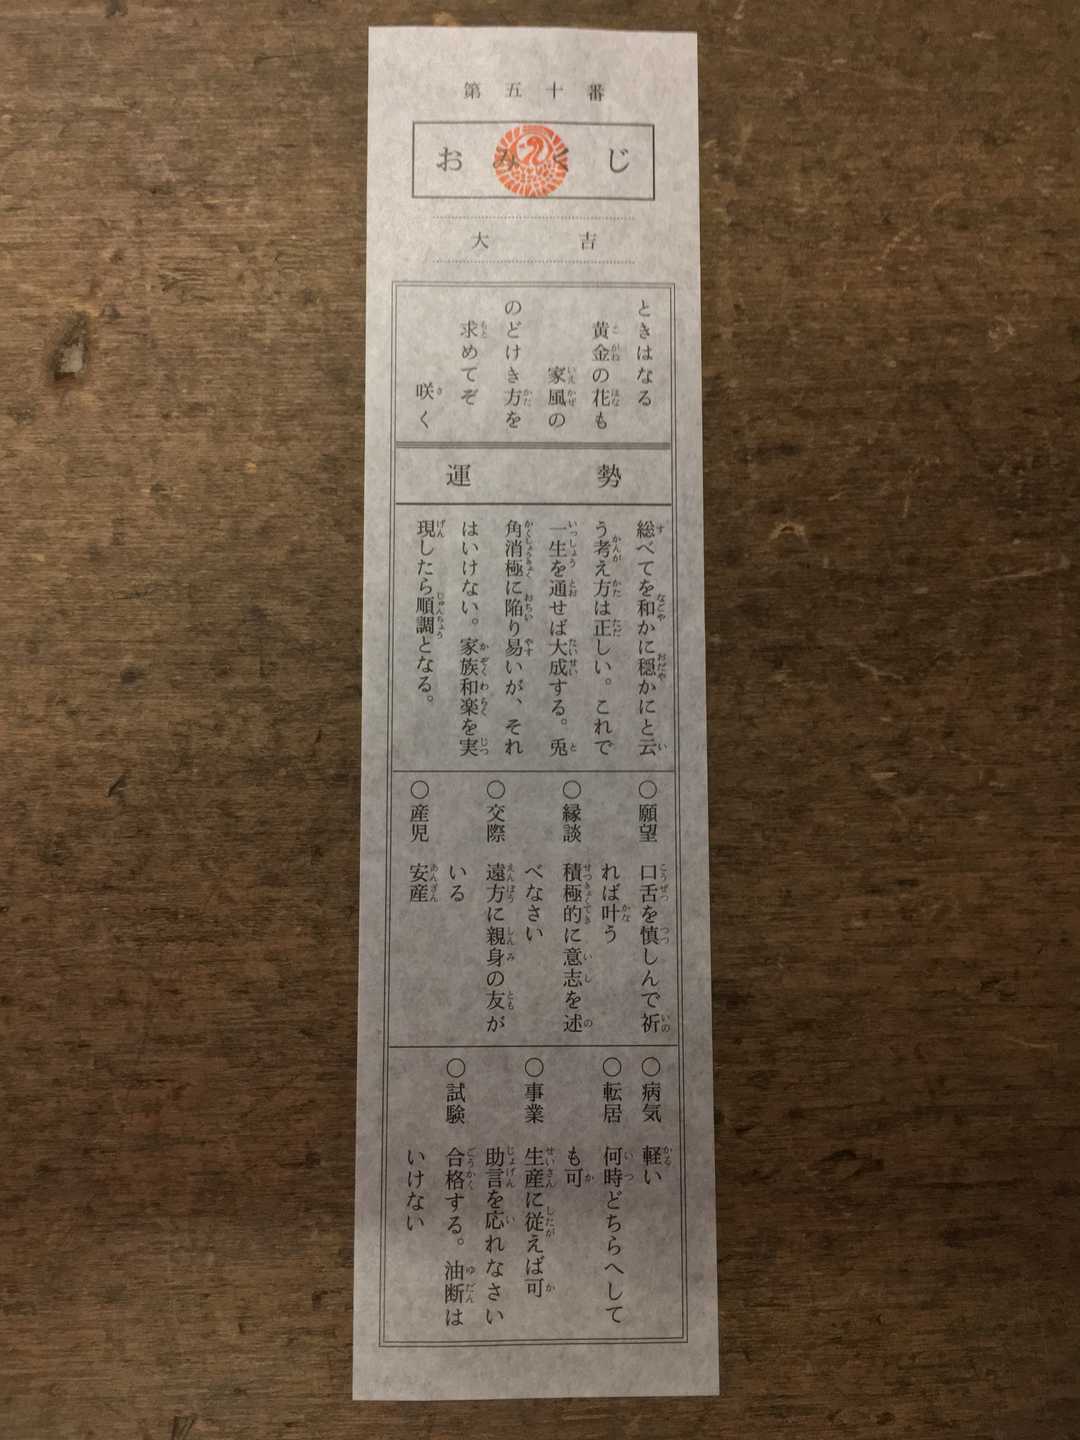 第五十番
おみくじ
大吉
ときはなる
黄金の花も
家風の
のどけき方を
求めてぞ
咲く
運勢
総べてを和かに穏かにと云
う考え方は正しい。これで
一生を通せば大成する。兎
角消極に陥り易いが、それ
はいけない。家族和楽を実
現したら順調となる。
○願望 口舌を慎しんで祈
れば叶う
○縁談 積極的に意志を述
べなさい
○交際 遠方に親身の友が
いる
○産児 安産
○病気 軽い
○転居 何時どちらへして
も可
○事業 生産に従えば可
助言を応れなさい
○試験 合格する。油断は
いけない